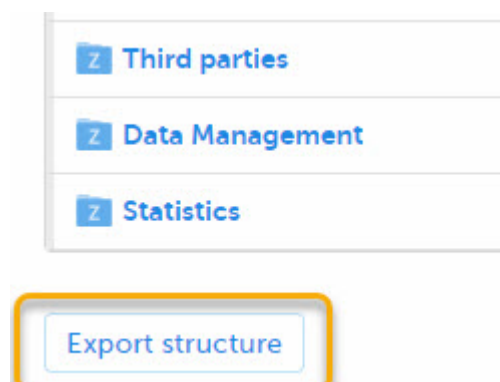 Z Third parties
Z Data Management
Z Statistics
Export structure